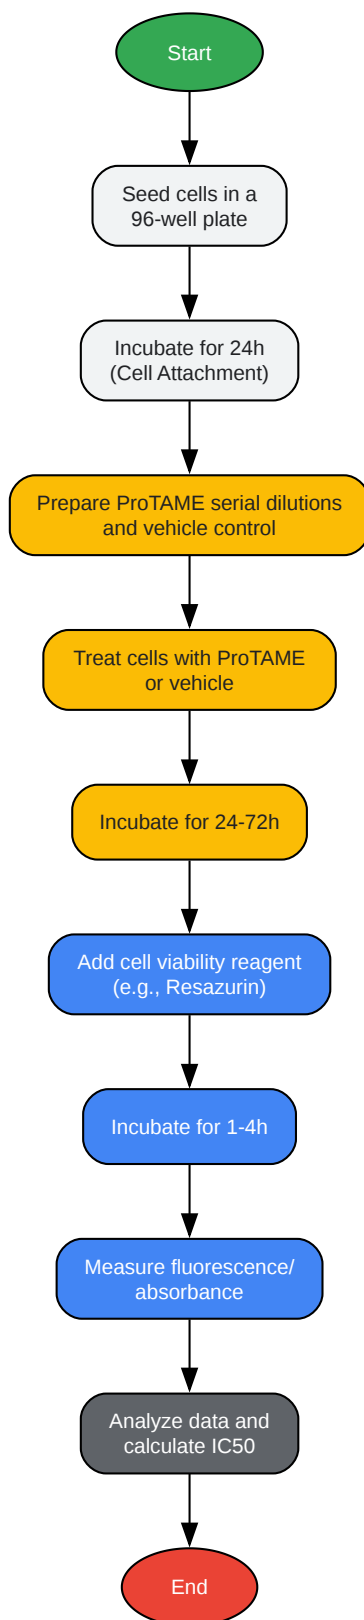 Start
Seed cells in a
96-well plate
Incubate for 24h
(Cell Attachment)
Prepare ProTAME serial dilutions
and vehicle control
Treat cells with ProTAME
or vehicle
Incubate for 24-72h
Add cell viability reagent
(e.g., Resazurin)
Incubate for 1-4h
Measure fluorescence/
absorbance
Analyze data and
calculate IC50
End